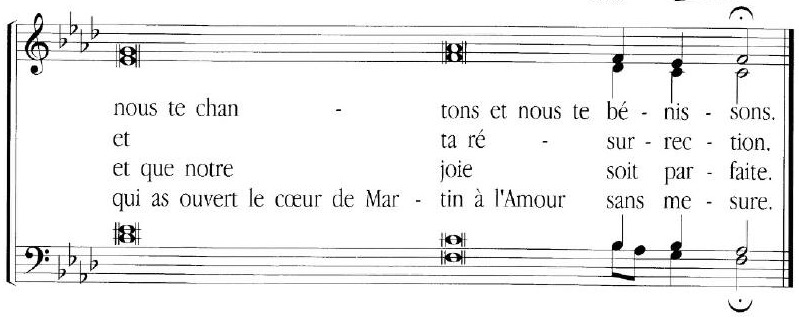 nous te chan - tons et nous te bé - nis - sons.
et ta ré - sur - rec - tion.
et que notre joie soit par - faite.
qui as ouvert le cœur de Mar - tin à l'Amour sans me - sure.